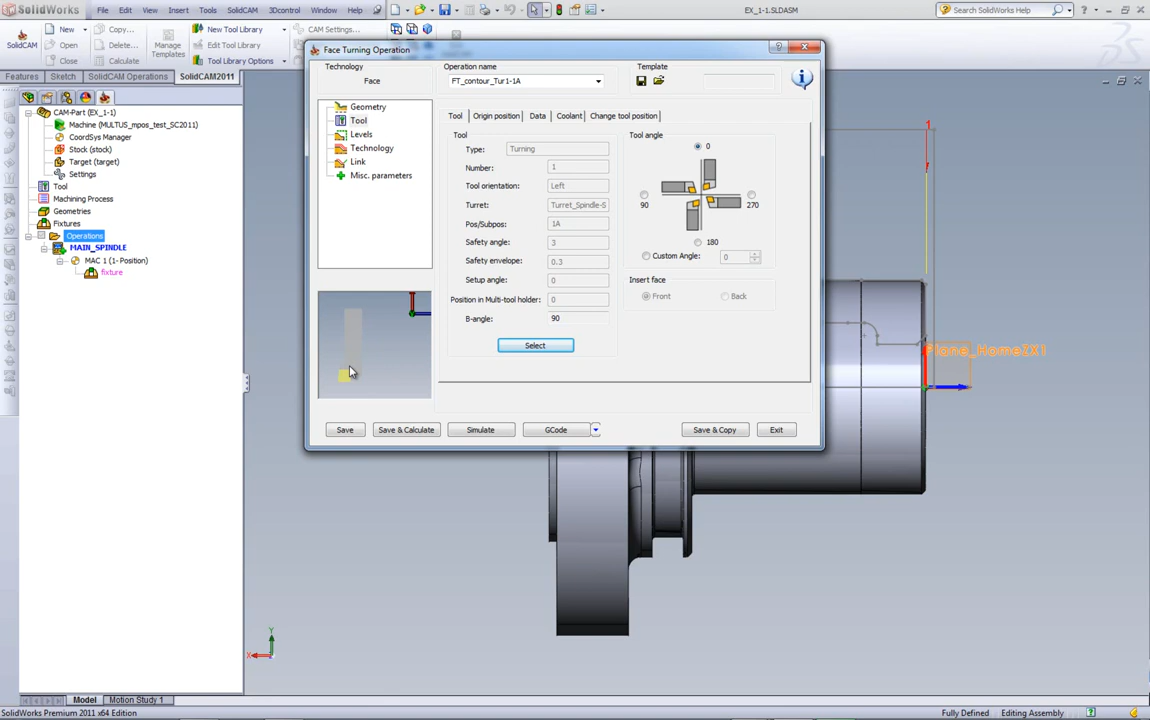 SolidWorks
File Edit View Insert Tools SolidCAM 3Dcontrol Window Help
EX_1-1.SLDASM
Search SolidWorks Help
SolidCAM
New
Open
Copy...
Delete...
Calculate
Manage Templates
New Tool Library
Edit Tool Library
Tool Library Options
CAM Settings...
Features Sketch SolidCAM Operations SolidCAM2011
CAM-Part (EX_1-1)
Machine (MULTUS_mpos_test_SC2011)
CoordSys Manager
Stock (stock)
Target (target)
Settings
Tool
Machining Process
Geometries
Fixtures
Operations
MAIN_SPINDLE
MAC 1 (1- Position)
fixture
Face Turning Operation
Technology
Face
Operation name
FT_contour_Tur1-1A
Template
Geometry
Tool
Levels
Technology
Link
Misc. parameters
Tool Origin position Data Coolant Change tool position
Tool
Type: Turning
Number: 1
Tool orientation: Left
Turret: Turret_Spindle-S
Pos/Subpos: 1A
Safety angle: 3
Safety envelope: 0.3
Setup angle: 0
Position in Multi-tool holder: 0
B-angle: 90
Select
Tool angle
0
90
270
180
Custom Angle: 0
Insert face
Front Back
Save Save & Calculate Simulate GCode Save & Copy Exit
1
Plane_HomeZX1
Y
X
Model Motion Study 1
SolidWorks Premium 2011 x64 Edition
Fully Defined Editing Assembly